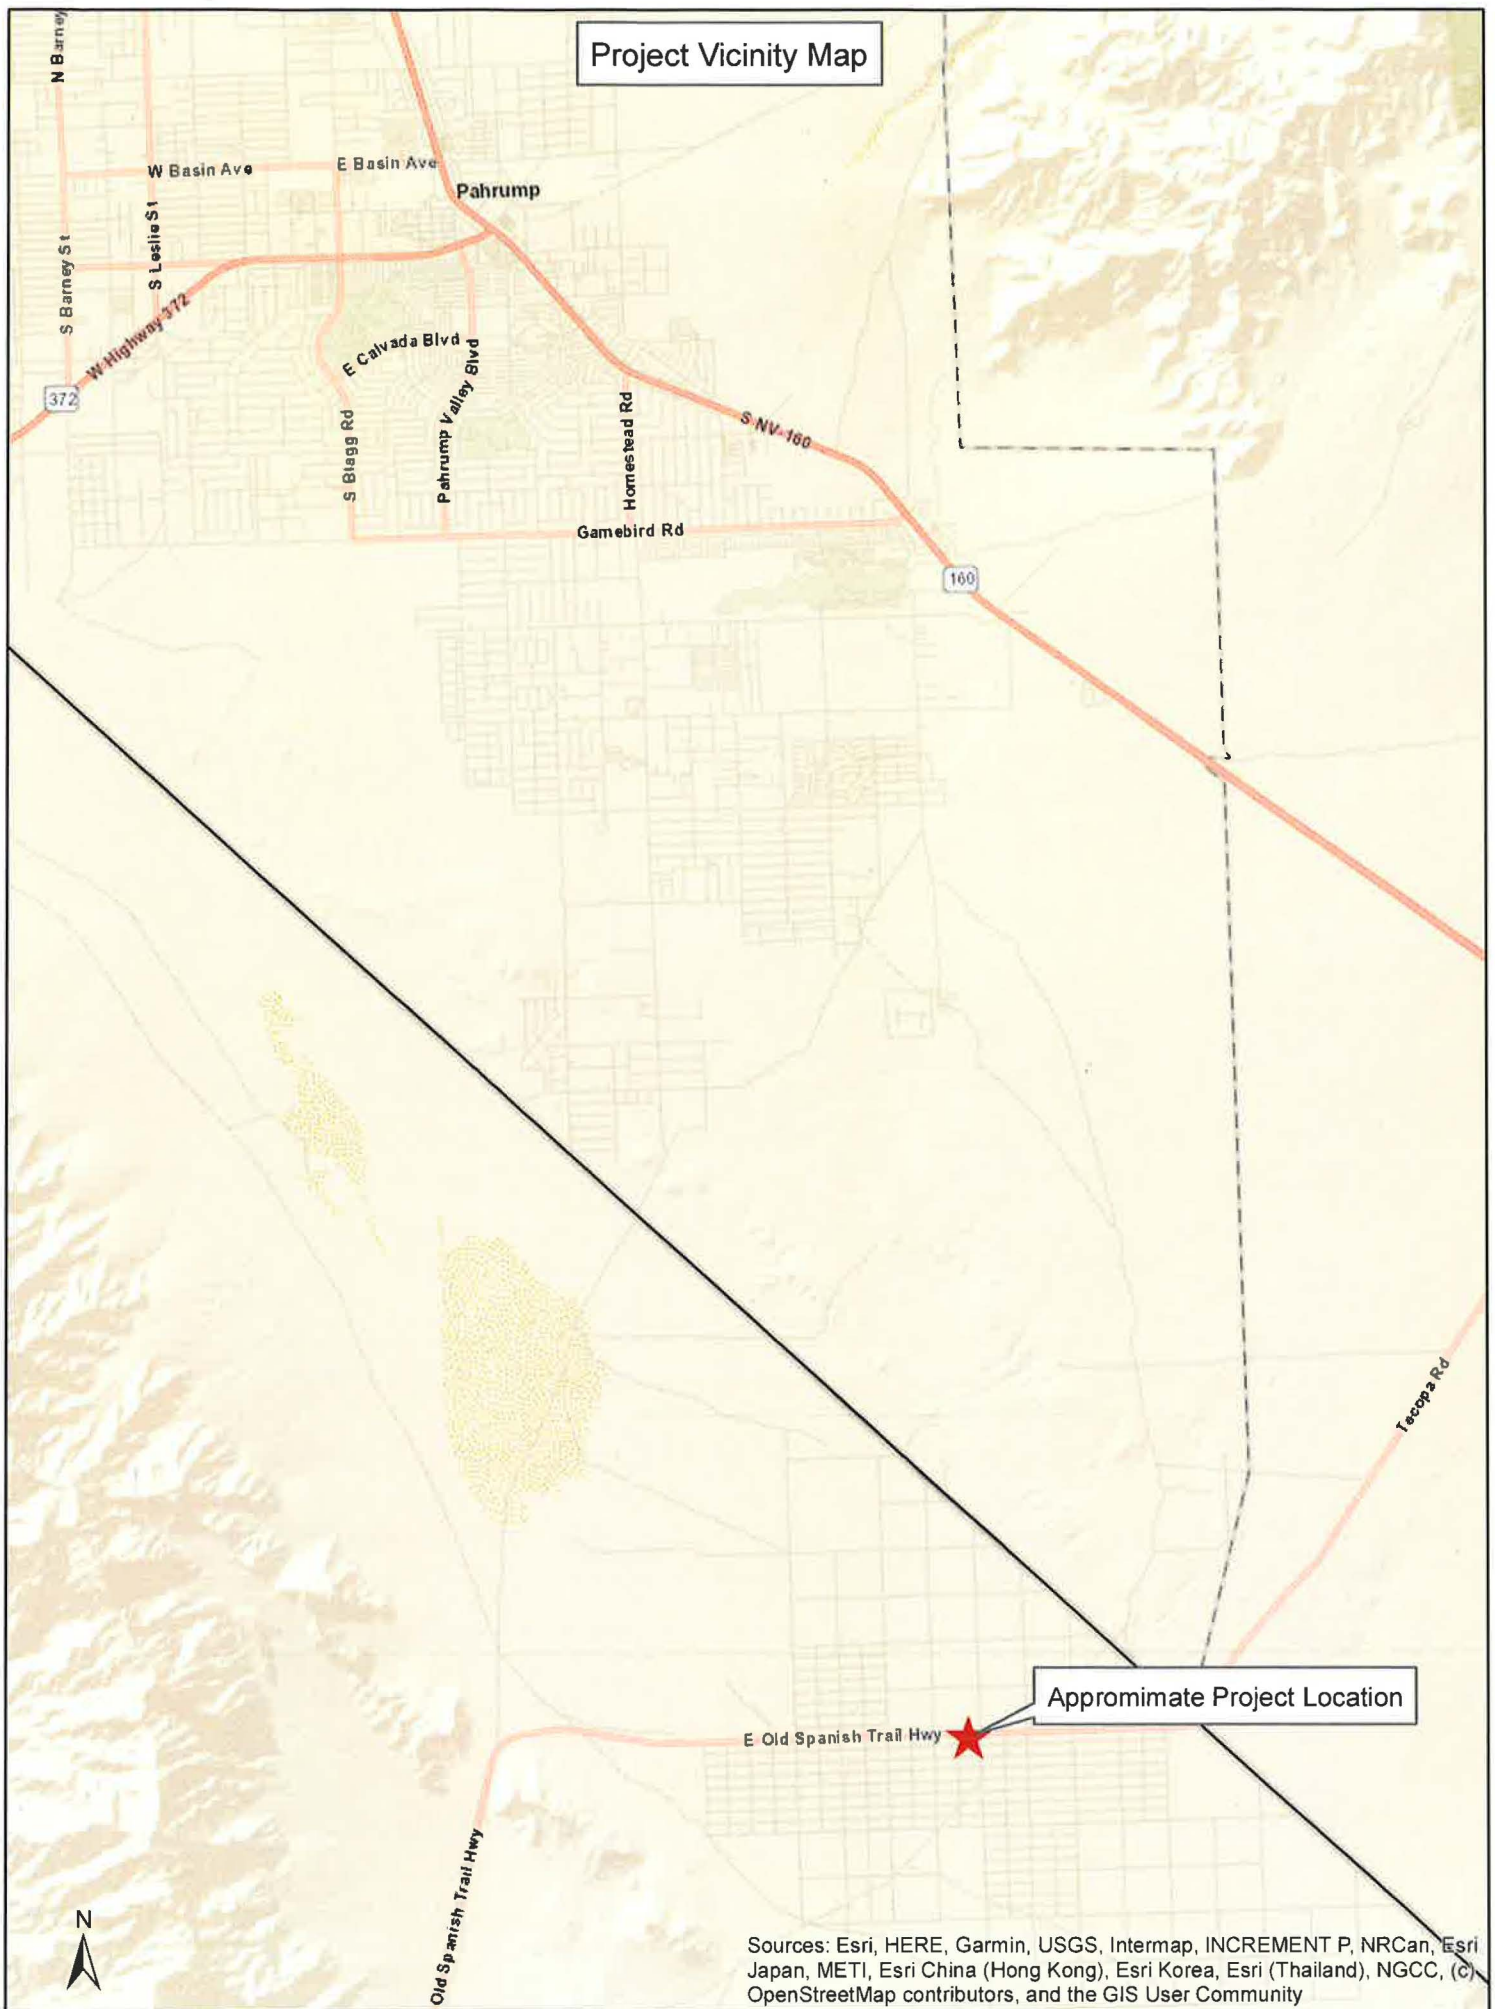 Project Vicinity Map
N Barney
W Basin Ave
E Basin Ave
Pahrump
S Leslie St
S Barney St
W Highway 372
372
E Calvada Blvd
Pahrump Valley Blvd
S Blagg Rd
Homestead Rd
S NV-160
Gamebird Rd
160
Tecopa Rd
Appromimate Project Location
E Old Spanish Trail Hwy
Old Spanish Trail Hwy
N
Sources: Esri, HERE, Garmin, USGS, Intermap, INCREMENT P, NRCan, Esri
Japan, METI, Esri China (Hong Kong), Esri Korea, Esri (Thailand), NGCC, (c)
OpenStreetMap contributors, and the GIS User Community